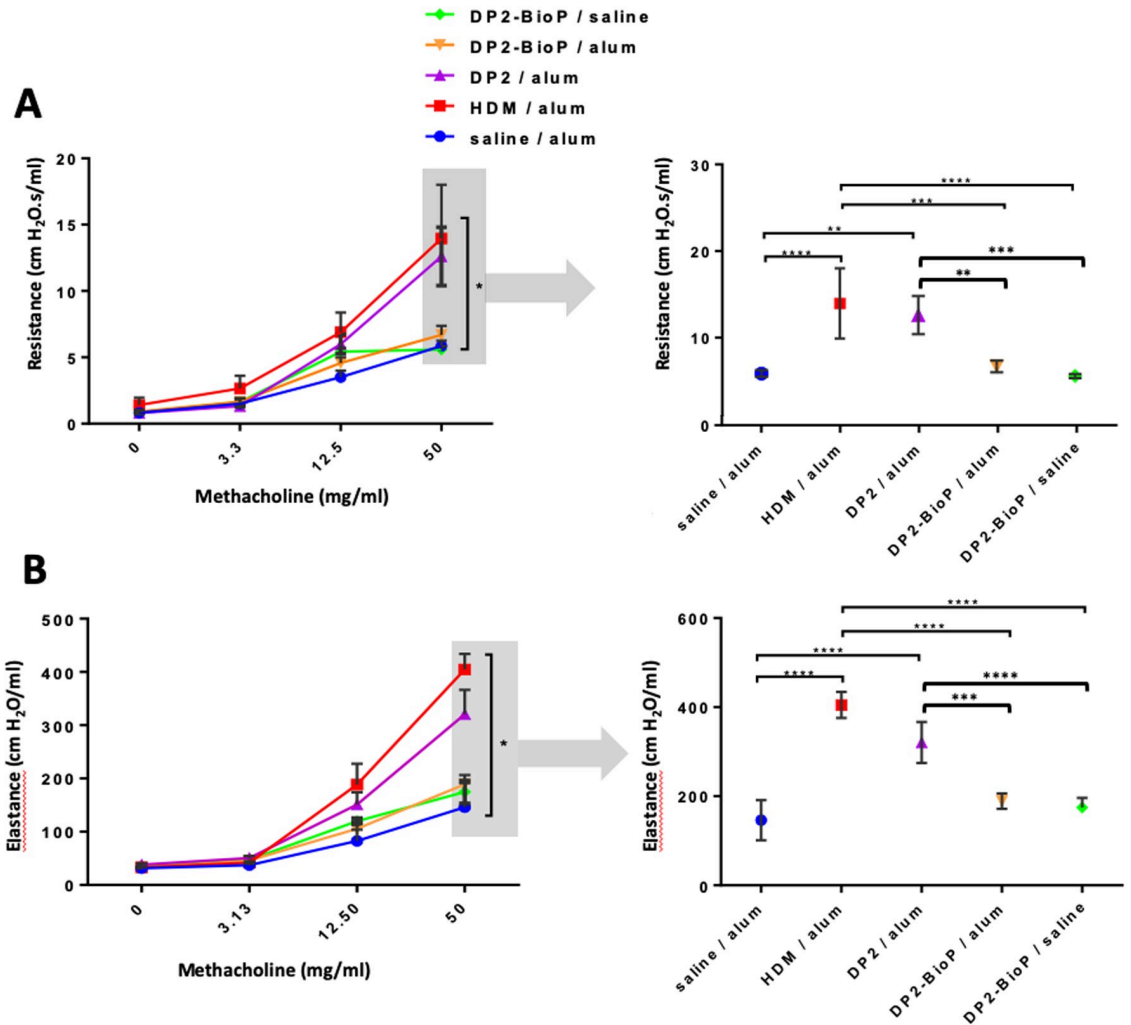 DP2-BioP / saline
DP2-BioP / alum
DP2 / alum
HDM / alum
saline / alum
A
Resistance (cm H₂O.s/ml)
20
15
10
5
0
*
0
3.3
12.5
50
Methacholine (mg/ml)
Resistance (cm H₂O.s/ml)
30
20
10
0
****
***
**
****
***
**
saline / alum
HDM / alum
DP2 / alum
DP2-BioP / alum
DP2-BioP / saline
B
Elastance (cm H₂O/ml)
500
400
300
200
100
0
*
0
3.13
12.50
50
Methacholine (mg/ml)
Elastance (cm H₂O/ml)
600
400
200
0
****
****
****
****
****
***
saline / alum
HDM / alum
DP2 / alum
DP2-BioP / alum
DP2-BioP / saline